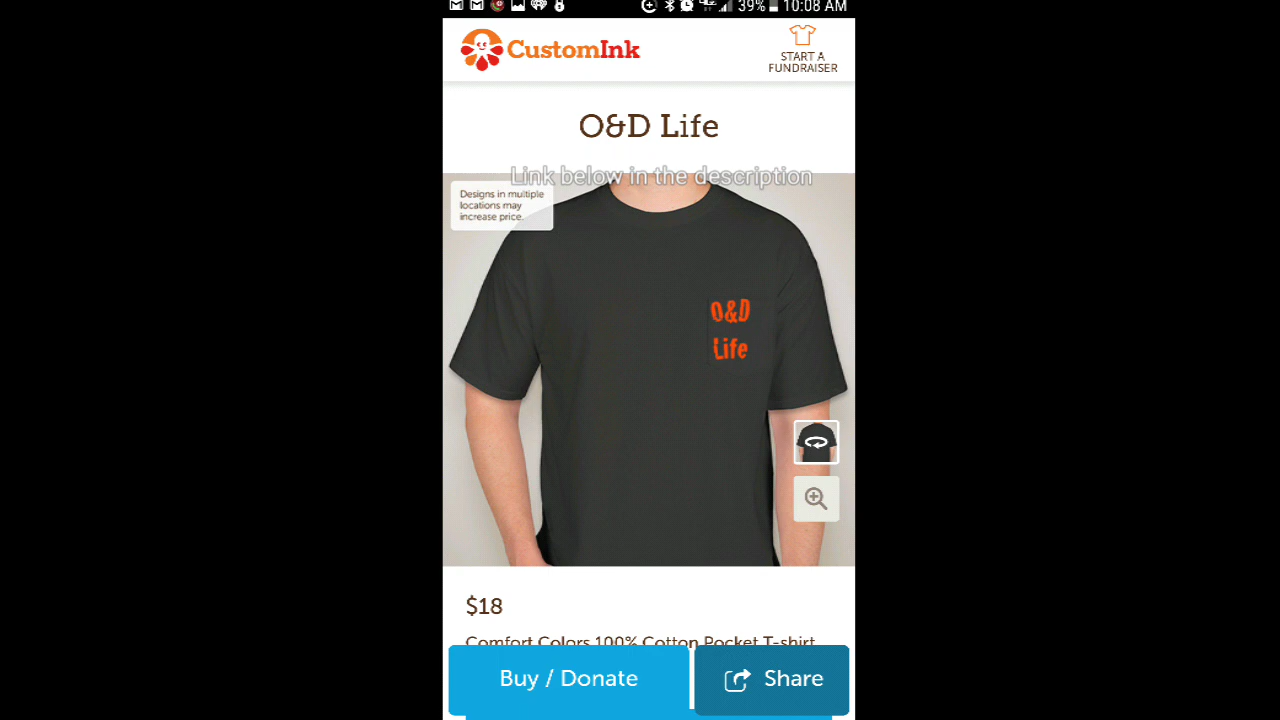 39% 10:08 AM
CustomInk
START A
FUNDRAISER
O&D Life
Link below in the description
Designs in multiple
locations may
increase price.
O&D
Life
$18
Comfort Colors 100% Cotton Pocket T-shirt
Buy / Donate
Share